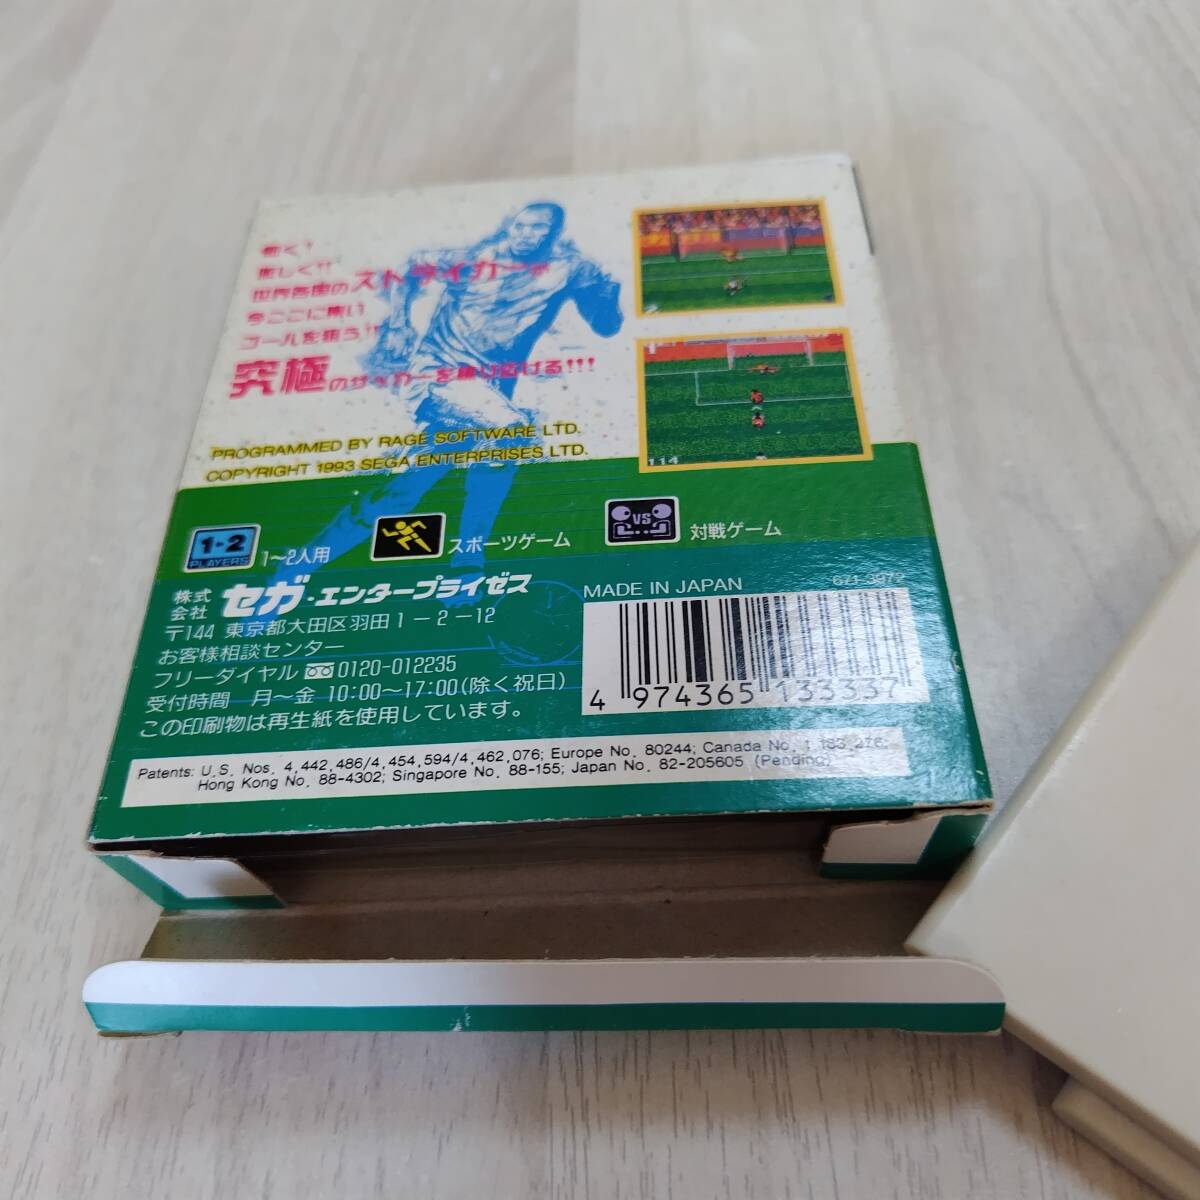 世界各国のストライカーが
今ここに集い
ゴールを狙う!!
究極のサッカーを繰り広げる!!!
PROGRAMMED BY RAGE SOFTWARE LTD.
COPYRIGHT 1993 SEGA ENTERPRISES LTD.
1-2
PLAYERS
1〜2人用
スポーツゲーム
VS
対戦ゲーム
株式会社 セガ・エンタープライゼス
〒144 東京都大田区羽田1-2-12
お客様相談センター
フリーダイヤル 0120-012235
受付時間 月〜金 10:00〜17:00(除く祝日)
この印刷物は再生紙を使用しています。
MADE IN JAPAN
671-3972
4 974365 133337
Patents: U.S. Nos. 4,442,486/4,454,594/4,462,076; Europe No. 80244; Canada No. 1,183,276;
Hong Kong No. 88-4302; Singapore No. 88-155; Japan No. 82-205605 (Pending)
114